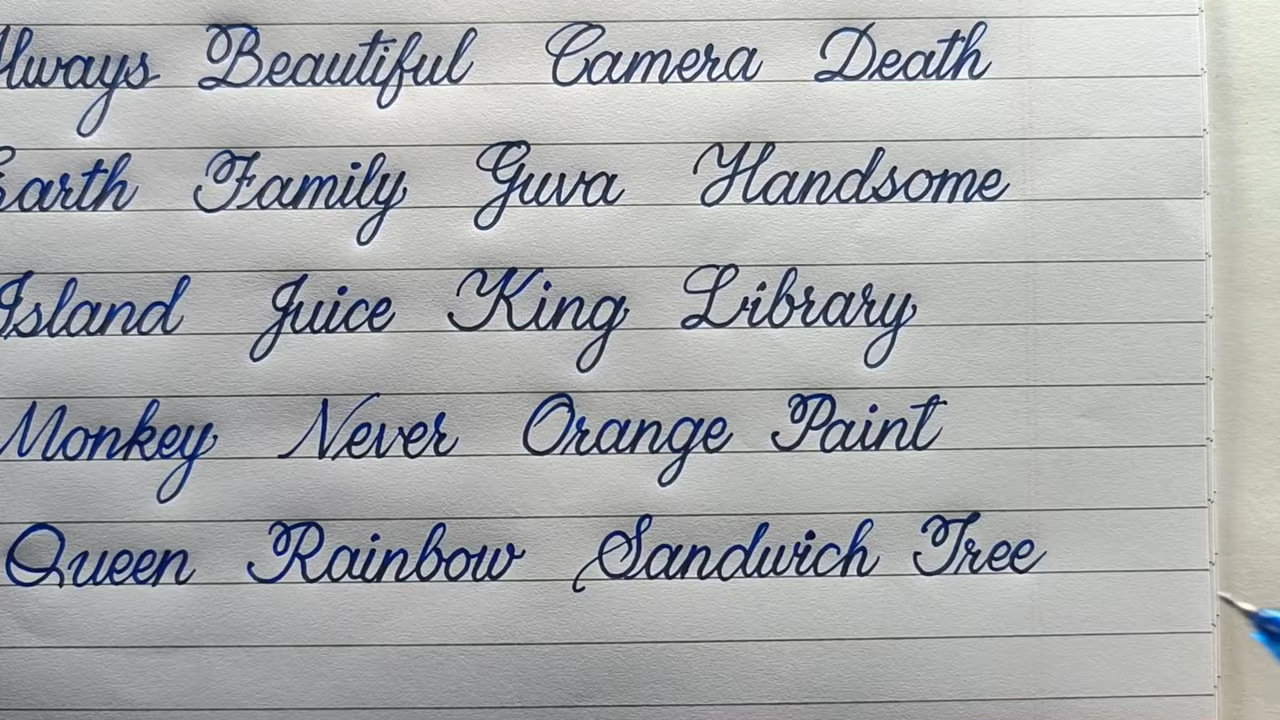 Always Beautiful Camera Death
Earth Family Guva Handsome
Island Juice King Library
Monkey Never Orange Paint
Queen Rainbow Sandwich Tree